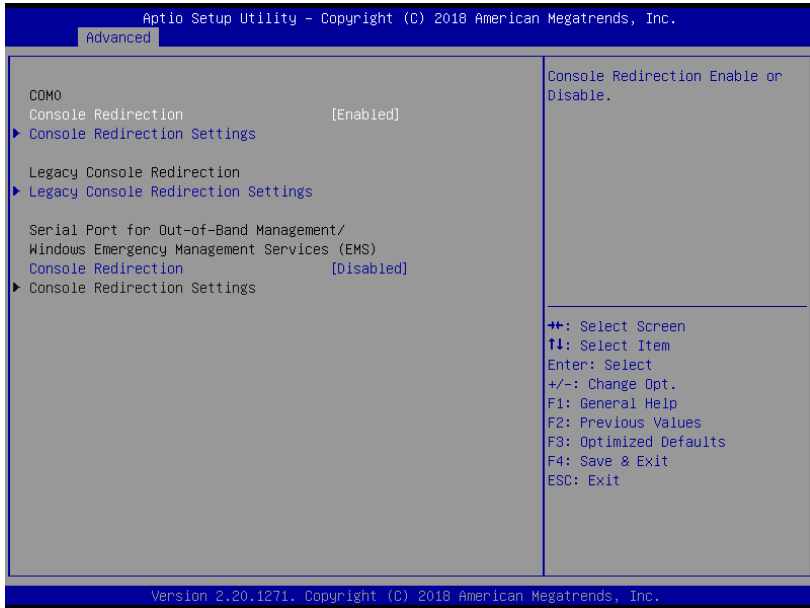 Aptio Setup Utility – Copyright (C) 2018 American Megatrends, Inc.
Advanced
COM0
Console Redirection [Enabled]
Console Redirection Settings
Legacy Console Redirection
Legacy Console Redirection Settings
Serial Port for Out-of-Band Management/
Windows Emergency Management Services (EMS)
Console Redirection [Disabled]
Console Redirection Settings
Console Redirection Enable or
Disable.
→←: Select Screen
↑↓: Select Item
Enter: Select
+/-: Change Opt.
F1: General Help
F2: Previous Values
F3: Optimized Defaults
F4: Save & Exit
ESC: Exit
Version 2.20.1271. Copyright (C) 2018 American Megatrends, Inc.